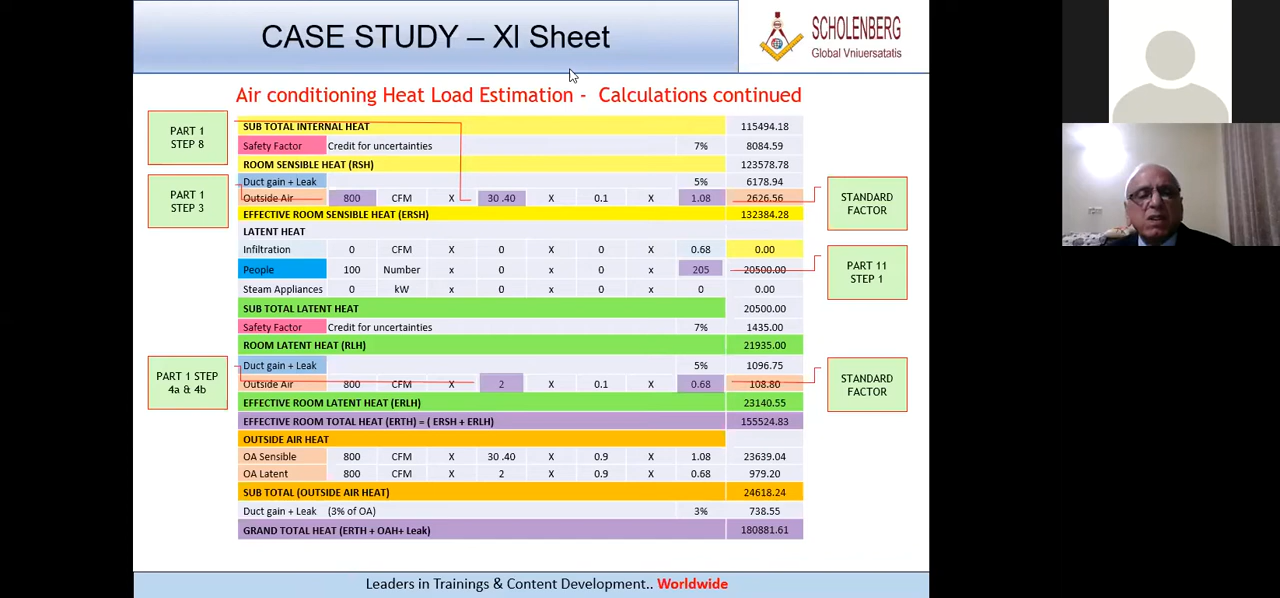 CASE STUDY – XI Sheet
SCHOLENBERG
Global Vniversatatis
Air conditioning Heat Load Estimation - Calculations continued
PART 1
STEP 8
PART 1
STEP 3
PART 1 STEP
4a & 4b
SUB TOTAL INTERNAL HEAT 115494.18
Safety Factor Credit for uncertainties 7% 8084.59
ROOM SENSIBLE HEAT (RSH) 123578.78
Duct gain + Leak 5% 6178.94
Outside Air 800 CFM X 30 .40 X 0.1 X 1.08 2626.56
EFFECTIVE ROOM SENSIBLE HEAT (ERSH) 132384.28
LATENT HEAT
Infiltration 0 CFM X 0 X 0 X 0.68 0.00
People 100 Number x 0 x 0 x 205 20500.00
Steam Appliances 0 kW x 0 x 0 x 0 0.00
SUB TOTAL LATENT HEAT 20500.00
Safety Factor Credit for uncertainties 7% 1435.00
ROOM LATENT HEAT (RLH) 21935.00
Duct gain + Leak 5% 1096.75
Outside Air 800 CFM X 2 X 0.1 X 0.68 108.80
EFFECTIVE ROOM LATENT HEAT (ERLH) 23140.55
EFFECTIVE ROOM TOTAL HEAT (ERTH) = ( ERSH + ERLH) 155524.83
OUTSIDE AIR HEAT
OA Sensible 800 CFM X 30 .40 X 0.9 X 1.08 23639.04
OA Latent 800 CFM X 2 X 0.9 X 0.68 979.20
SUB TOTAL (OUTSIDE AIR HEAT) 24618.24
Duct gain + Leak (3% of OA) 3% 738.55
GRAND TOTAL HEAT (ERTH + OAH+ Leak) 180881.61
STANDARD
FACTOR
PART 11
STEP 1
STANDARD
FACTOR
Leaders in Trainings & Content Development.. Worldwide